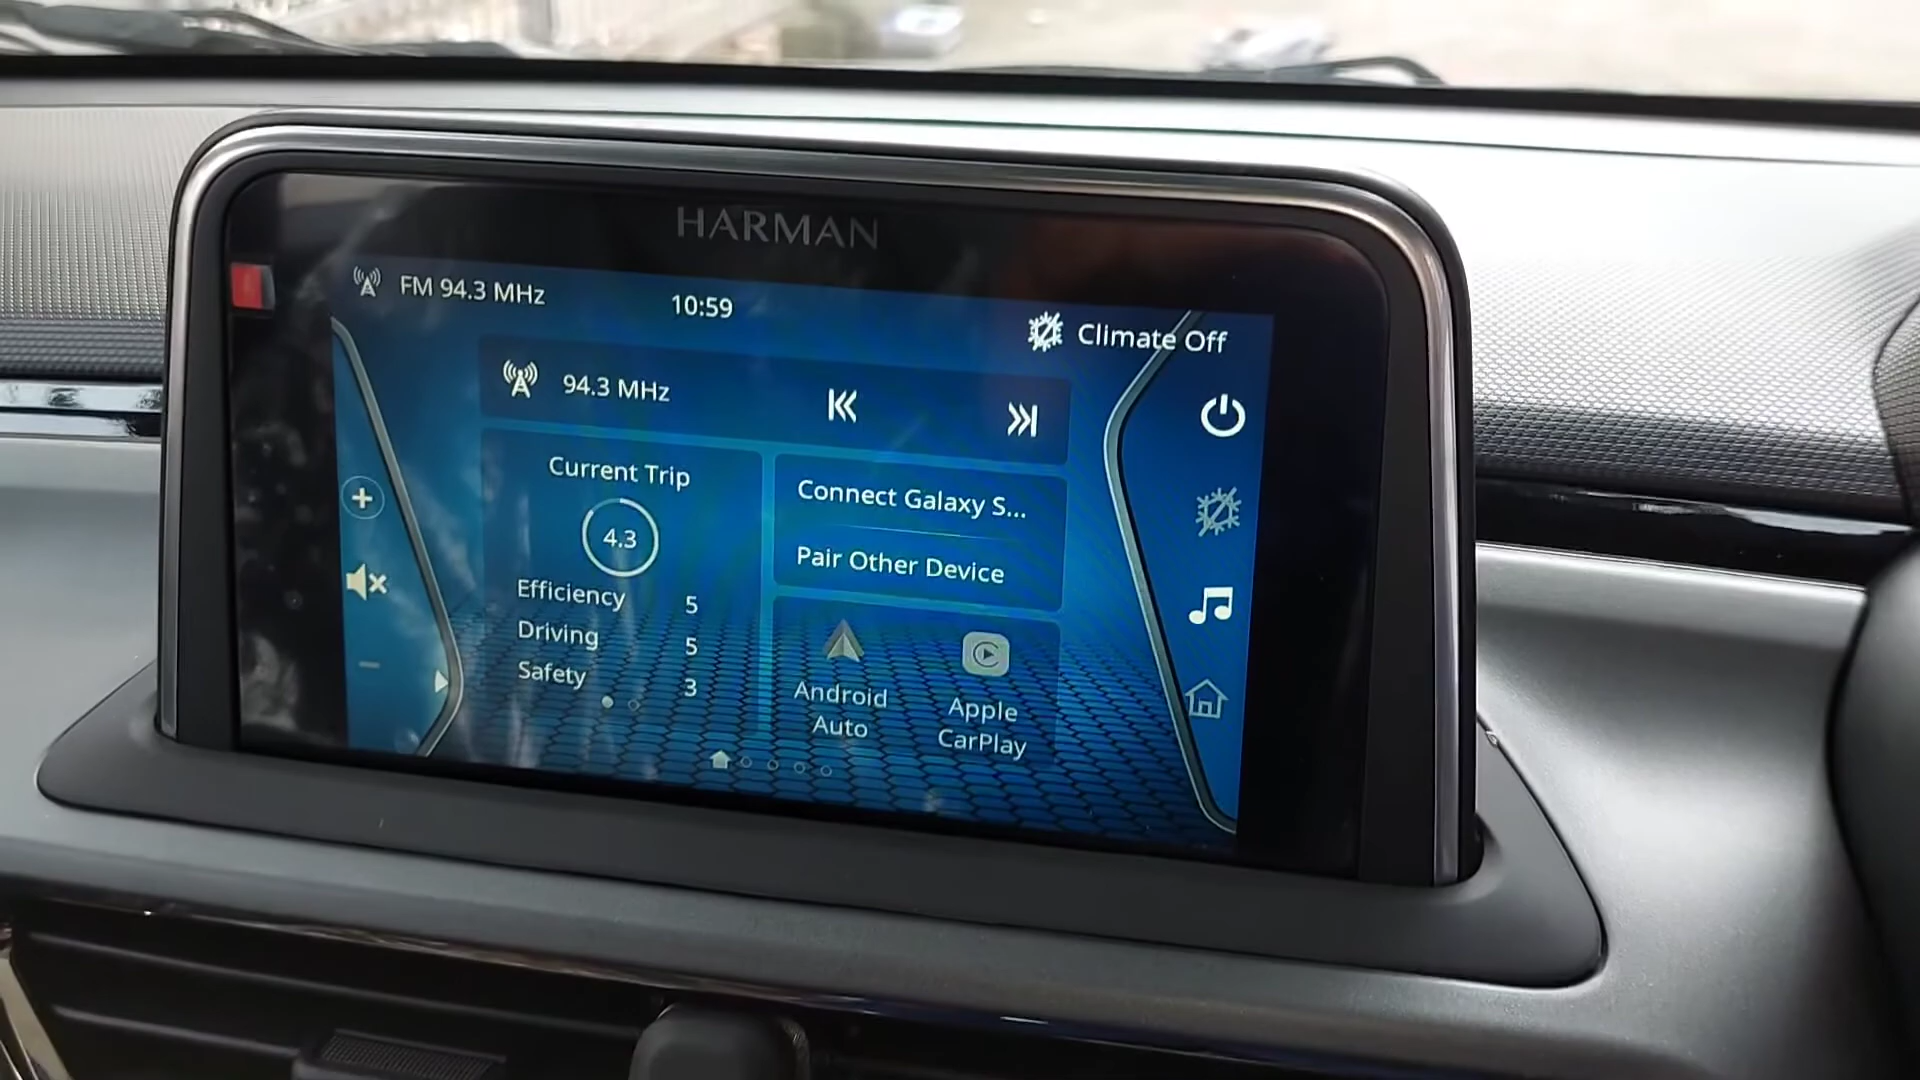 HARMAN
FM 94.3 MHz
10:59
Climate Off
94.3 MHz
Current Trip
4.3
Efficiency 5
Driving 5
Safety 3
Connect Galaxy S...
Pair Other Device
Android
Auto
Apple
CarPlay